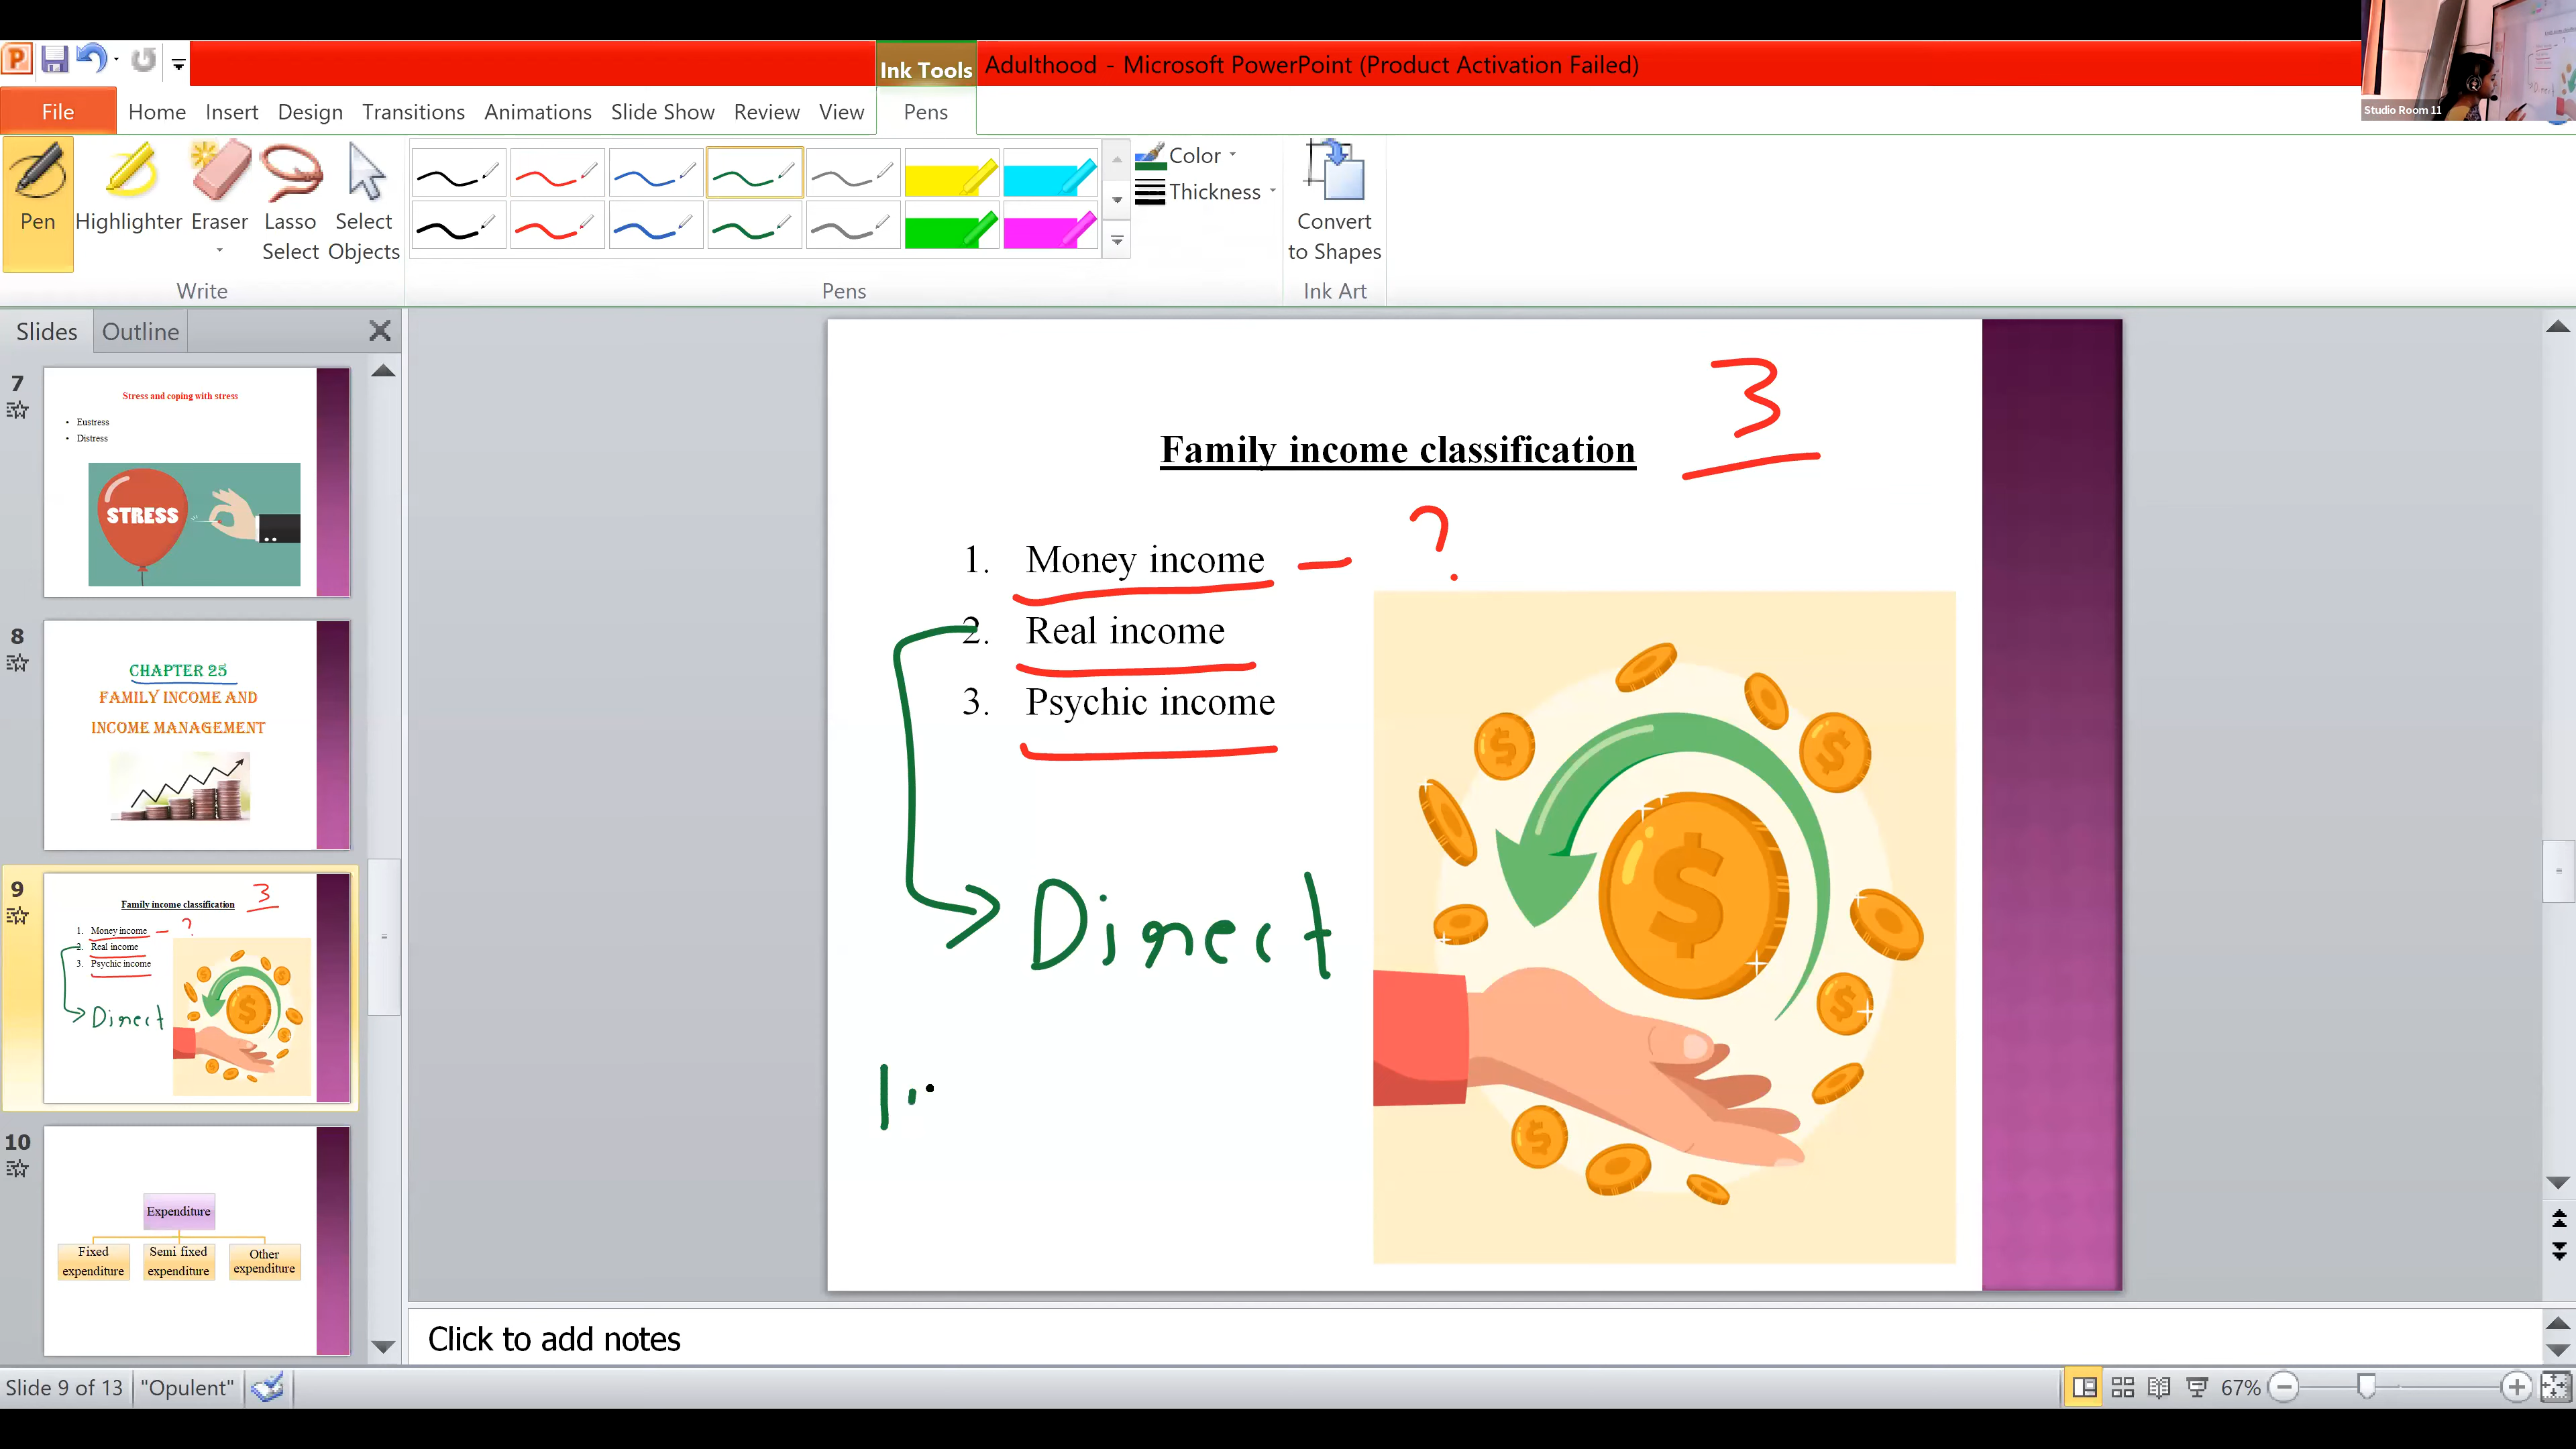 Ink Tools
Adulthood - Microsoft PowerPoint (Product Activation Failed)
Studio Room 11
File Home Insert Design Transitions Animations Slide Show Review View Pens
Pen
Highlighter
Eraser
Lasso Select
Select Objects
Color
Thickness
Convert to Shapes
Write
Pens
Ink Art
Slides Outline
7
Stress and coping with stress
• Eustress
• Distress
STRESS
8
CHAPTER 25
FAMILY INCOME AND
INCOME MANAGEMENT
9
Family income classification 3
1. Money income - ?
2. Real income
3. Psychic income
Direct
10
Expenditure
Fixed expenditure
Semi fixed expenditure
Other expenditure
3
Family income classification
1. Money income - ?
2. Real income
3. Psychic income
Direct
Click to add notes
Slide 9 of 13 "Opulent" 67%